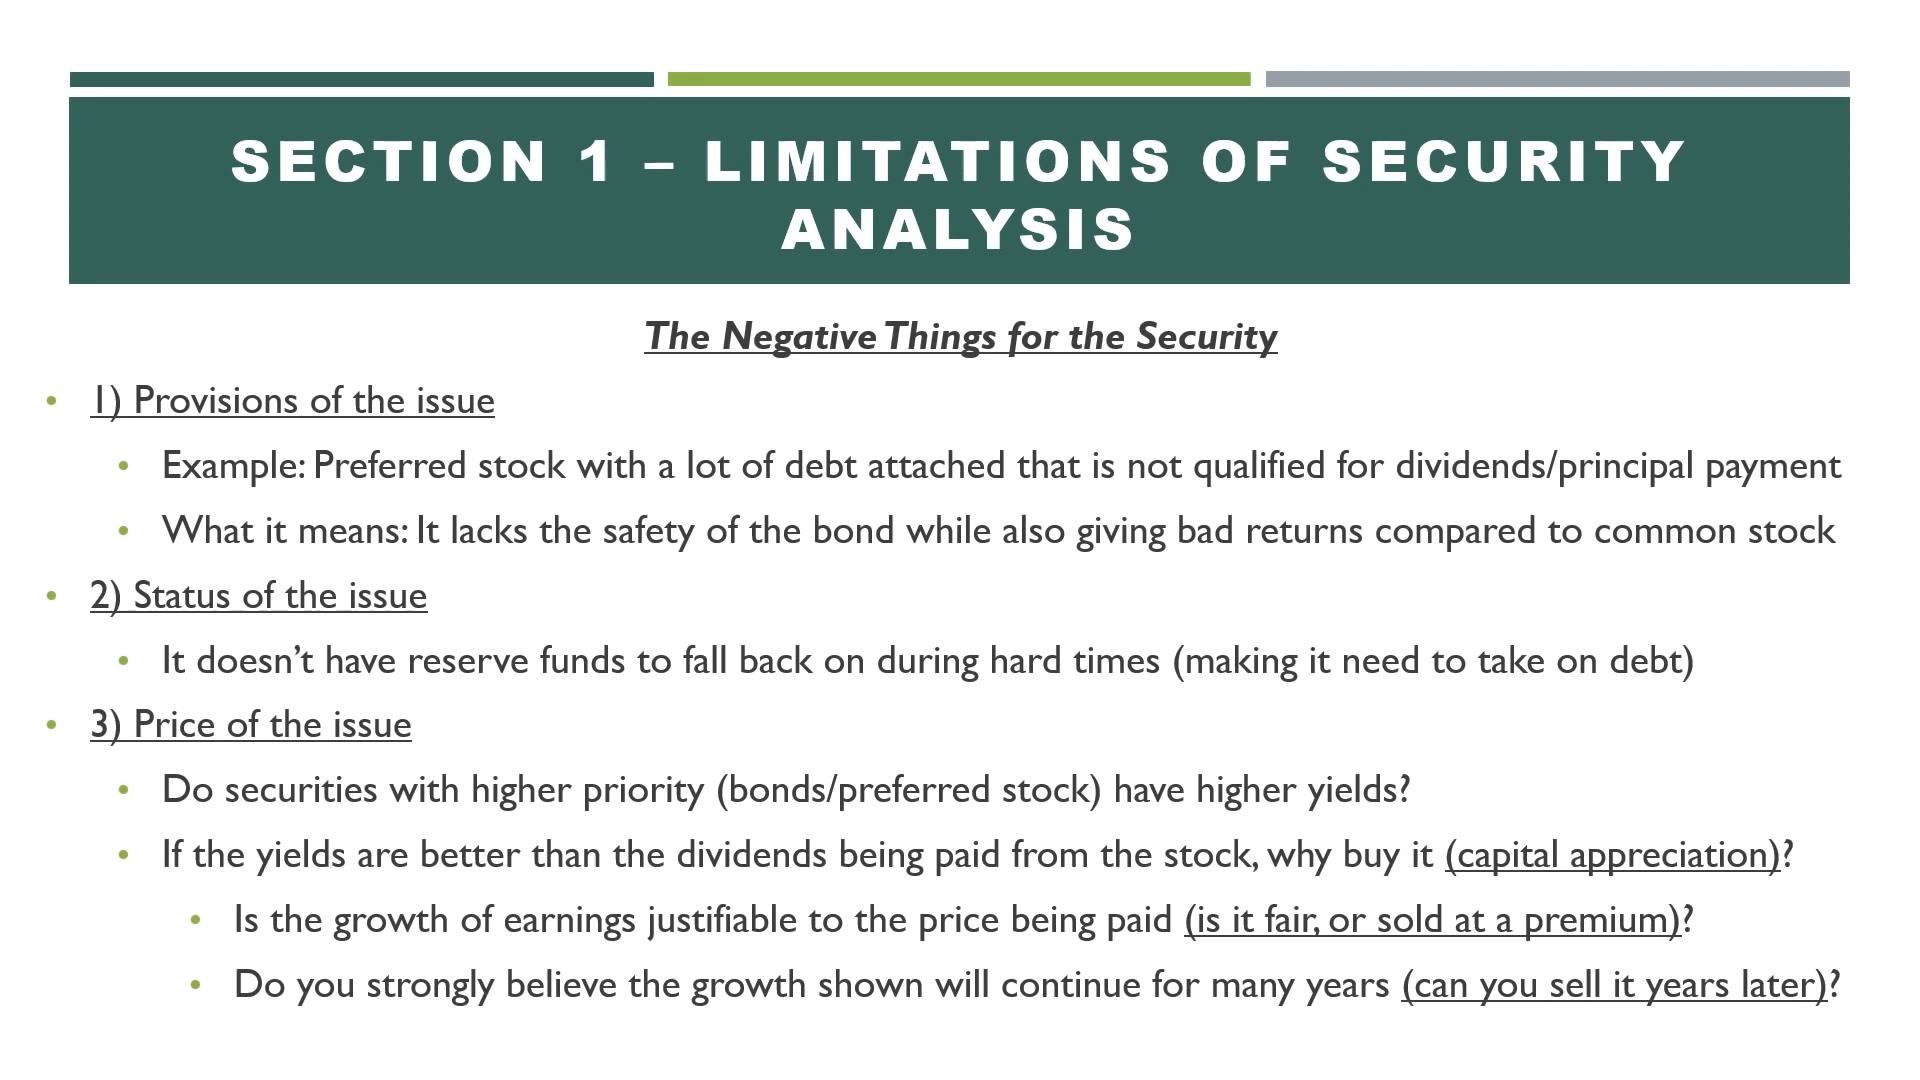 SECTION 1 – LIMITATIONS OF SECURITY
ANALYSIS
The Negative Things for the Security
• 1) Provisions of the issue
• Example: Preferred stock with a lot of debt attached that is not qualified for dividends/principal payment
• What it means: It lacks the safety of the bond while also giving bad returns compared to common stock
• 2) Status of the issue
• It doesn’t have reserve funds to fall back on during hard times (making it need to take on debt)
• 3) Price of the issue
• Do securities with higher priority (bonds/preferred stock) have higher yields?
• If the yields are better than the dividends being paid from the stock, why buy it (capital appreciation)?
• Is the growth of earnings justifiable to the price being paid (is it fair, or sold at a premium)?
• Do you strongly believe the growth shown will continue for many years (can you sell it years later)?